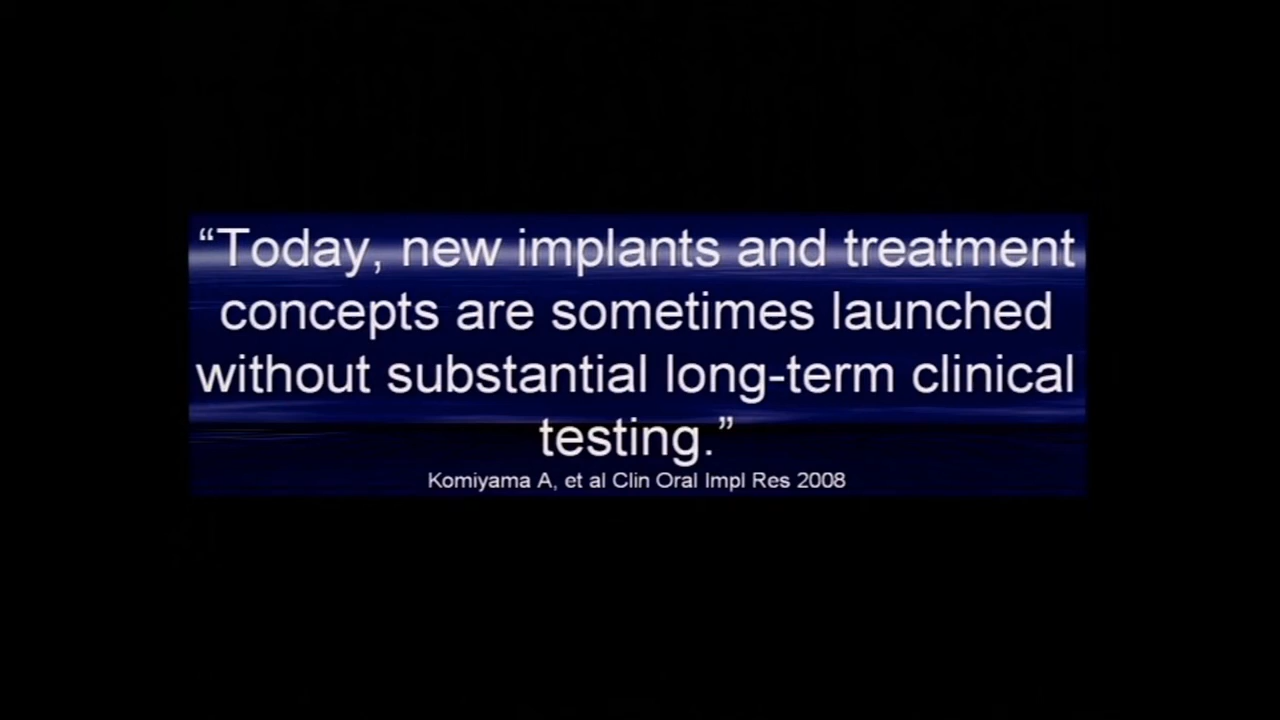 “Today, new implants and treatment
concepts are sometimes launched
without substantial long-term clinical
testing.”
Komiyama A, et al Clin Oral Impl Res 2008